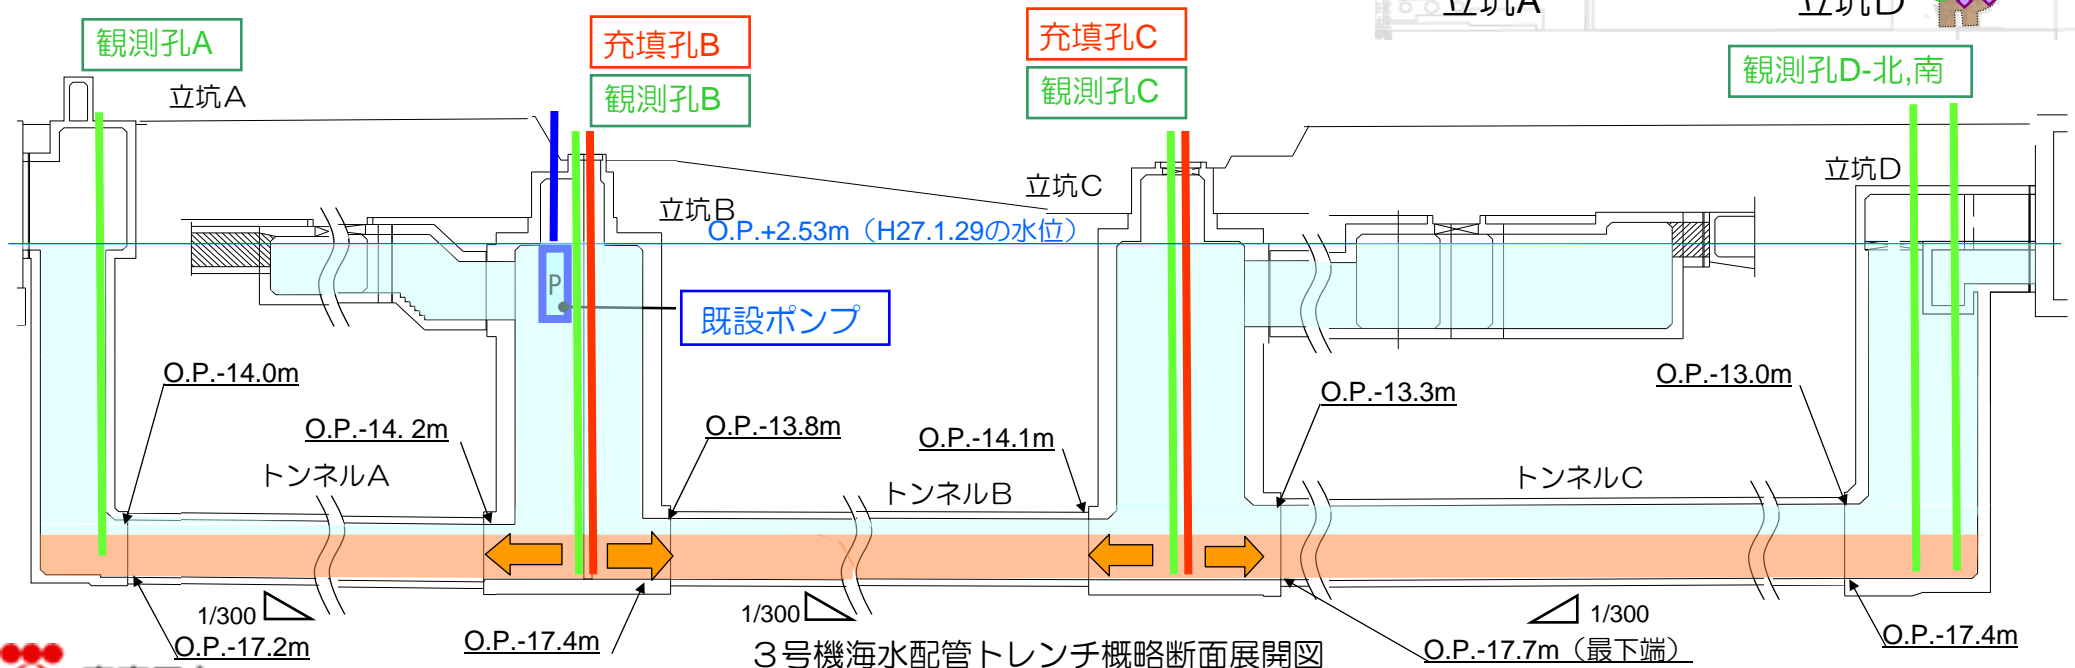 立坑A
立坑D
観測孔A
充填孔B
充填孔C
観測孔B
観測孔C
観測孔D-北,南
立坑A
立坑B
立坑C
立坑D
O.P.+2.53m（H27.1.29の水位）
P
既設ポンプ
O.P.-14.0m
O.P.-14. 2m
O.P.-13.8m
O.P.-14.1m
O.P.-13.3m
O.P.-13.0m
トンネルA
トンネルB
トンネルC
1/300
1/300
1/300
O.P.-17.2m
O.P.-17.4m
O.P.-17.7m（最下端）
O.P.-17.4m
３号機海水配管トレンチ概略断面展開図